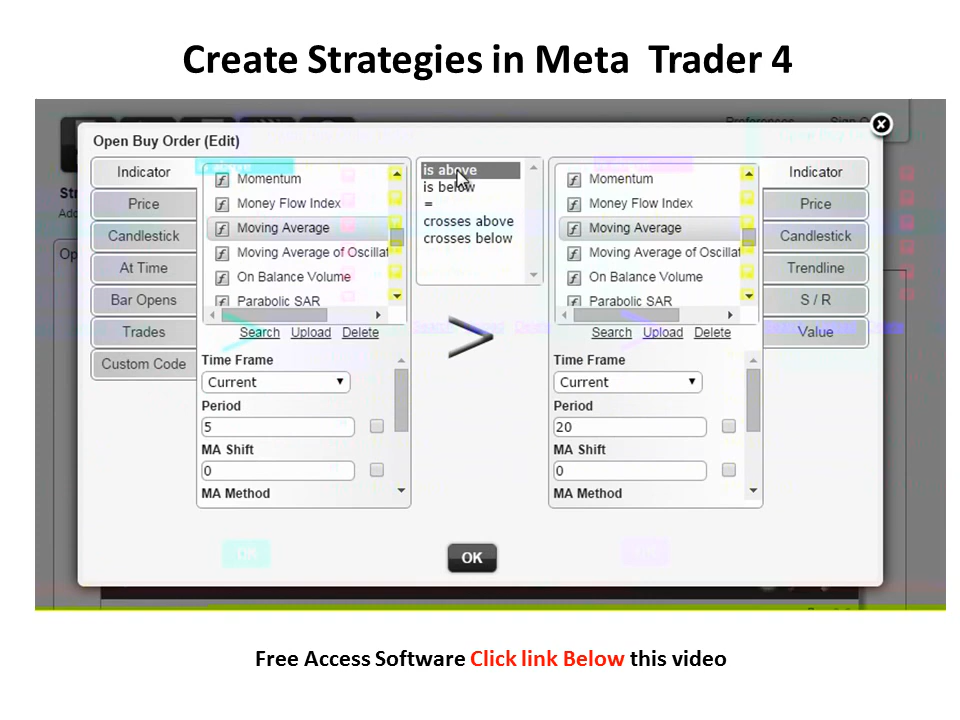 Create Strategies in Meta  Trader 4
Preferences
Open Buy Order (Edit)
Indicator
Price
Candlestick
At Time
Bar Opens
Trades
Custom Code
Momentum
Money Flow Index
Moving Average
Moving Average of Oscillat
On Balance Volume
Parabolic SAR
Search Upload Delete
Time Frame
Current
Period
5
MA Shift
0
MA Method
is above
is below
=
crosses above
crosses below
>
OK
Momentum
Money Flow Index
Moving Average
Moving Average of Oscillat
On Balance Volume
Parabolic SAR
Search Upload Delete
Time Frame
Current
Period
20
MA Shift
0
MA Method
Indicator
Price
Candlestick
Trendline
S / R
Value
Free Access Software Click link Below this video